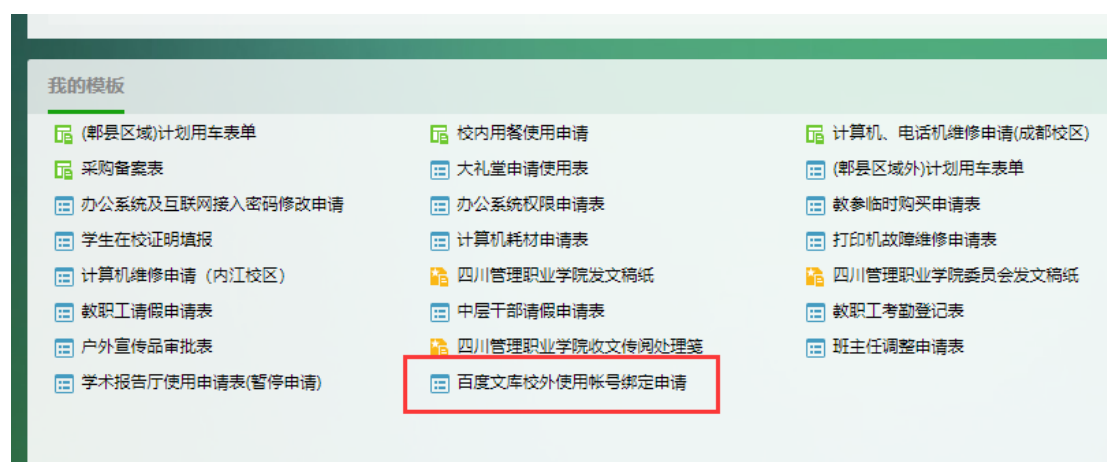 我的模板
(郫县区域)计划用车表单
校内用餐使用申请
计算机、电话机维修申请(成都校区)
采购备案表
大礼堂申请使用表
(郫县区域外)计划用车表单
办公系统及互联网接入密码修改申请
办公系统权限申请表
教参临时购买申请表
学生在校证明填报
计算机耗材申请表
打印机故障维修申请表
计算机维修申请（内江校区）
四川管理职业学院发文稿纸
四川管理职业学院委员会发文稿纸
教职工请假申请表
中层干部请假申请表
教职工考勤登记表
户外宣传品审批表
四川管理职业学院收文传阅处理笺
班主任调整申请表
学术报告厅使用申请表(暂停申请)
百度文库校外使用帐号绑定申请